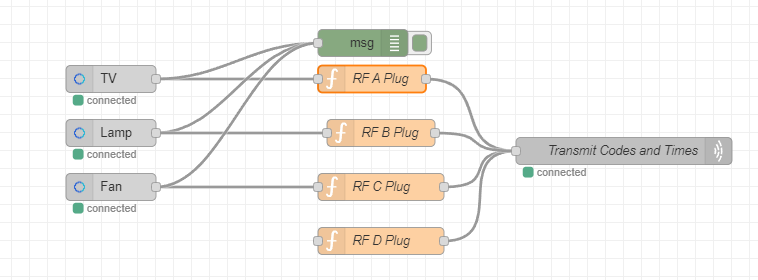 msg
TV
RF A Plug
connected
Lamp
RF B Plug
connected
Transmit Codes and Times
connected
Fan
RF C Plug
connected
RF D Plug